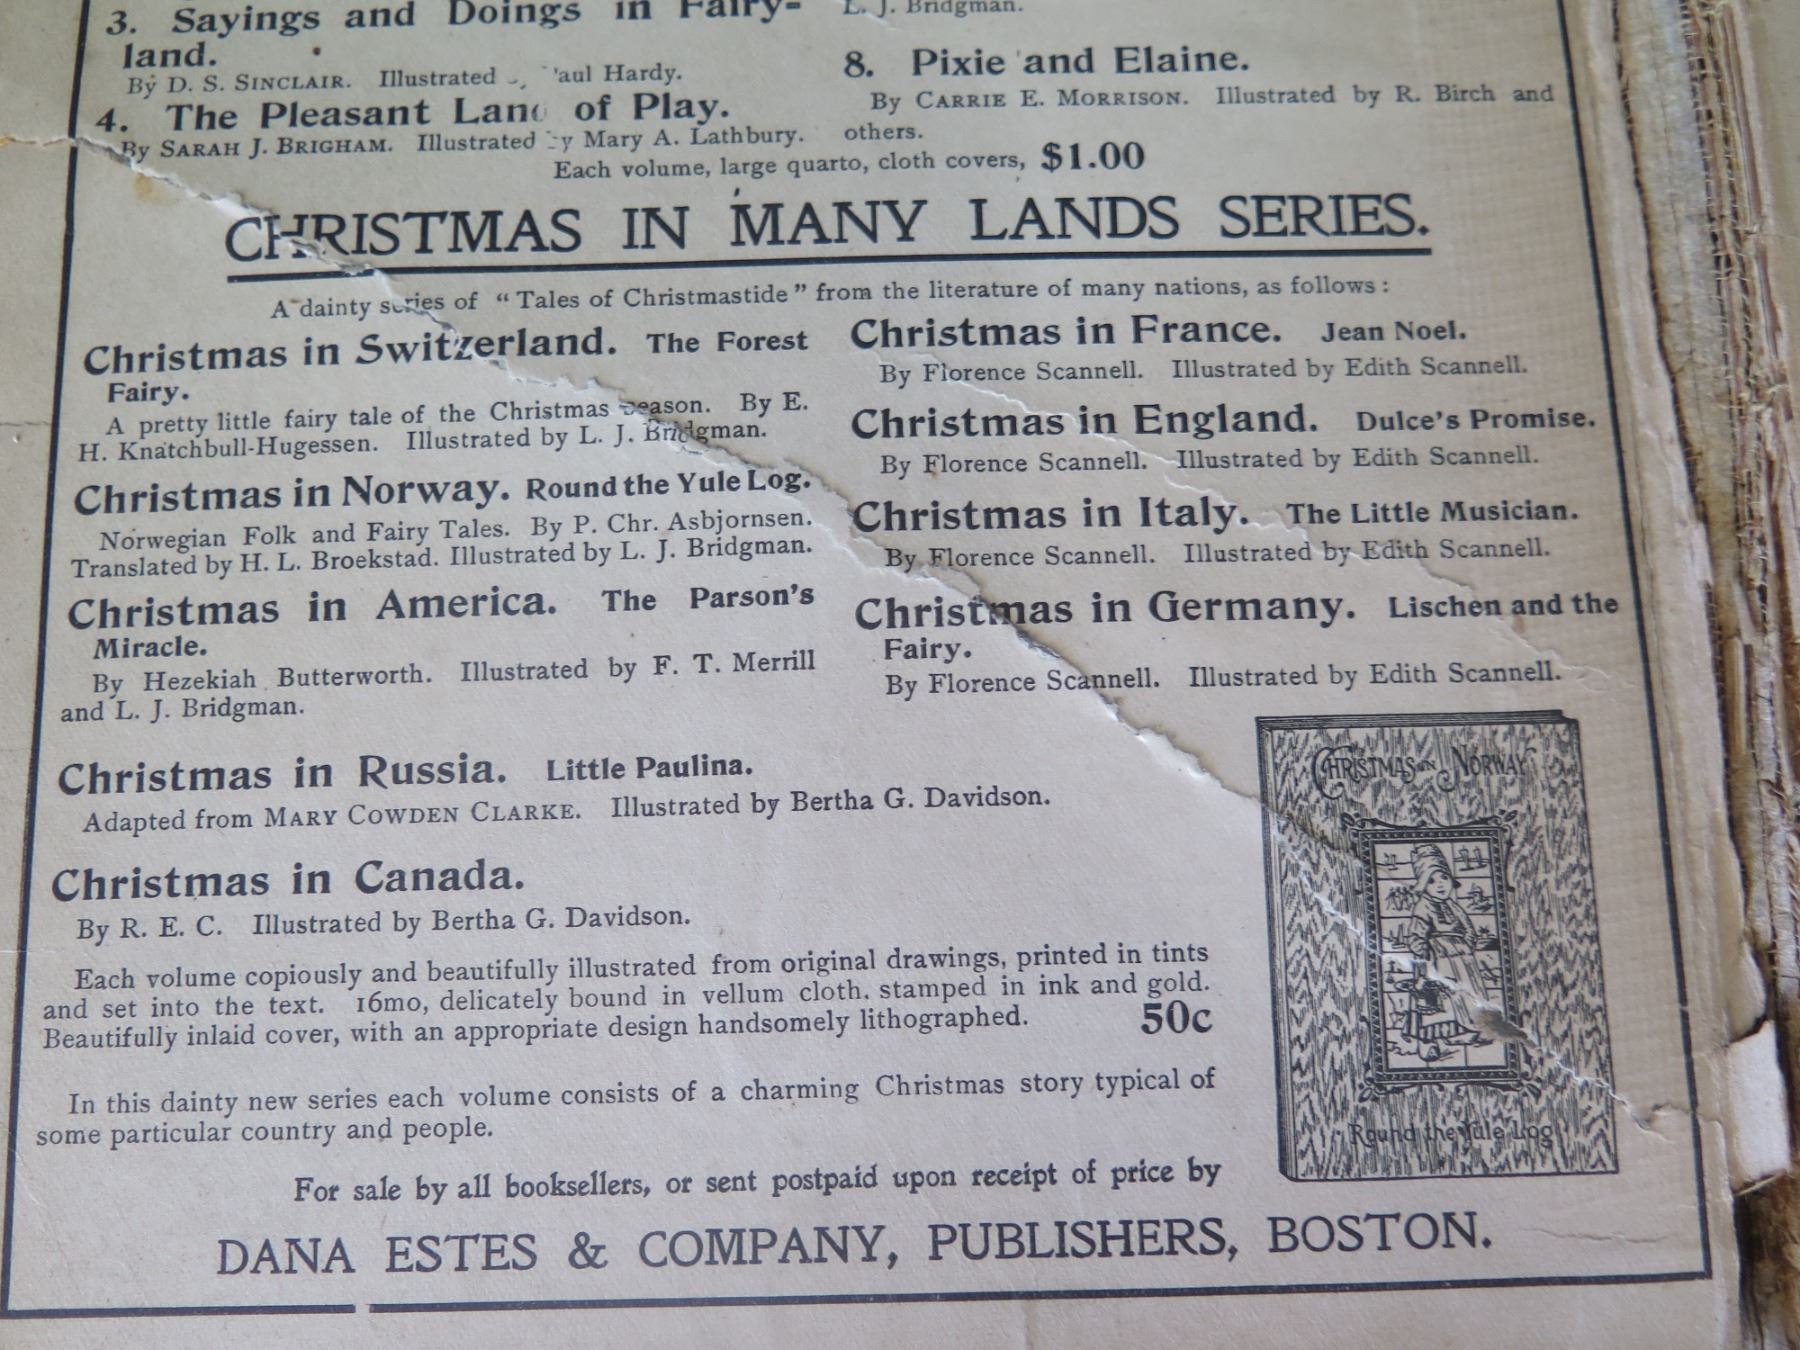 3. Sayings and Doings in Fairy-
land.
By D. S. SINCLAIR. Illustrated aul Hardy.
4. The Pleasant Land of Play.
By SARAH J. BRIGHAM. Illustrated by Mary A. Lathbury.
L. J. Bridgman.
8. Pixie and Elaine.
By CARRIE E. MORRISON. Illustrated by R. Birch and
others.
Each volume, large quarto, cloth covers, $1.00
CHRISTMAS IN MANY LANDS SERIES.
A dainty series of "Tales of Christmastide" from the literature of many nations, as follows:
Christmas in Switzerland. The Forest
Fairy.
A pretty little fairy tale of the Christmas season. By E.
H. Knatchbull-Hugessen. Illustrated by L. J. Bridgman.
Christmas in Norway. Round the Yule Log.
Norwegian Folk and Fairy Tales. By P. Chr. Asbjornsen.
Translated by H. L. Broekstad. Illustrated by L. J. Bridgman.
Christmas in America. The Parson's
Miracle.
By Hezekiah Butterworth. Illustrated by F. T. Merrill
and L. J. Bridgman.
Christmas in France. Jean Noel.
By Florence Scannell. Illustrated by Edith Scannell.
Christmas in England. Dulce's Promise.
By Florence Scannell. Illustrated by Edith Scannell.
Christmas in Italy. The Little Musician.
By Florence Scannell. Illustrated by Edith Scannell.
Christmas in Germany. Lischen and the
Fairy.
By Florence Scannell. Illustrated by Edith Scannell.
Christmas in Russia. Little Paulina.
Adapted from MARY COWDEN CLARKE. Illustrated by Bertha G. Davidson.
Christmas in Canada.
By R. E. C. Illustrated by Bertha G. Davidson.
Each volume copiously and beautifully illustrated from original drawings, printed in tints
and set into the text. 16mo, delicately bound in vellum cloth, stamped in ink and gold.
Beautifully inlaid cover, with an appropriate design handsomely lithographed. 50c
In this dainty new series each volume consists of a charming Christmas story typical of
some particular country and people.
CHRISTMAS IN NORWAY
Round the Yule Log
For sale by all booksellers, or sent postpaid upon receipt of price by
DANA ESTES & COMPANY, PUBLISHERS, BOSTON.